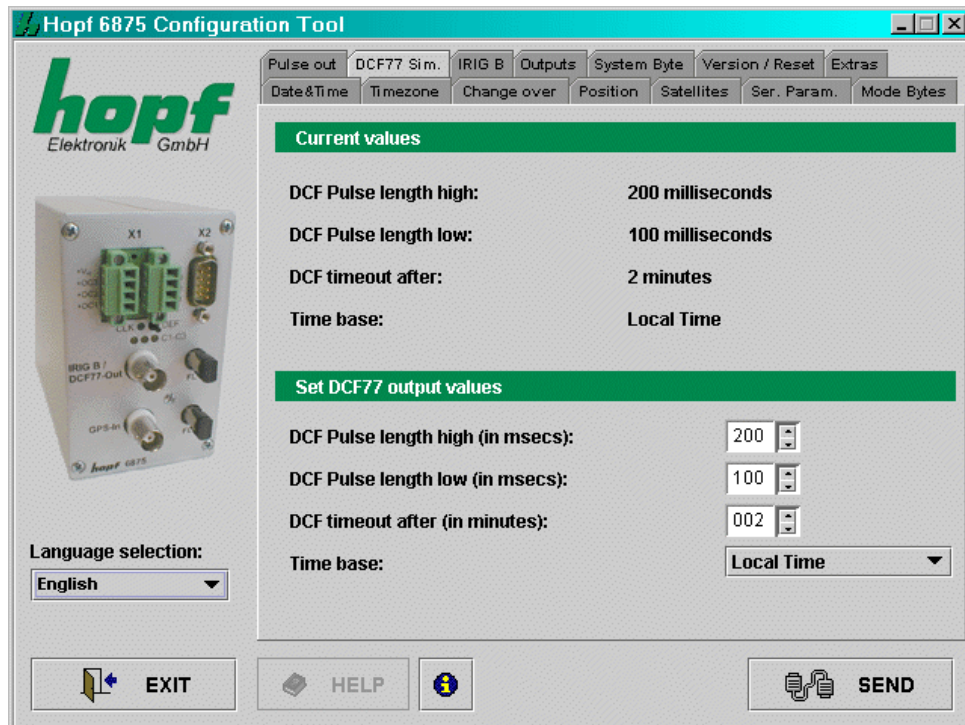 Hopf 6875 Configuration Tool
hopf
Elektronik GmbH
Pulse out DCF77 Sim. IRIG B Outputs System Byte Version / Reset Extras
Date&Time Timezone Change over Position Satellites Ser. Param. Mode Bytes
Current values
DCF Pulse length high: 200 milliseconds
DCF Pulse length low: 100 milliseconds
DCF timeout after: 2 minutes
Time base: Local Time
Set DCF77 output values
DCF Pulse length high (in msecs): 200
DCF Pulse length low (in msecs): 100
DCF timeout after (in minutes): 002
Time base: Local Time
X1 X2
CLK DEF
C1-C3
IRIG B /
DCF77-Out
GPS-In
hopf 6875
Language selection:
English
EXIT HELP SEND